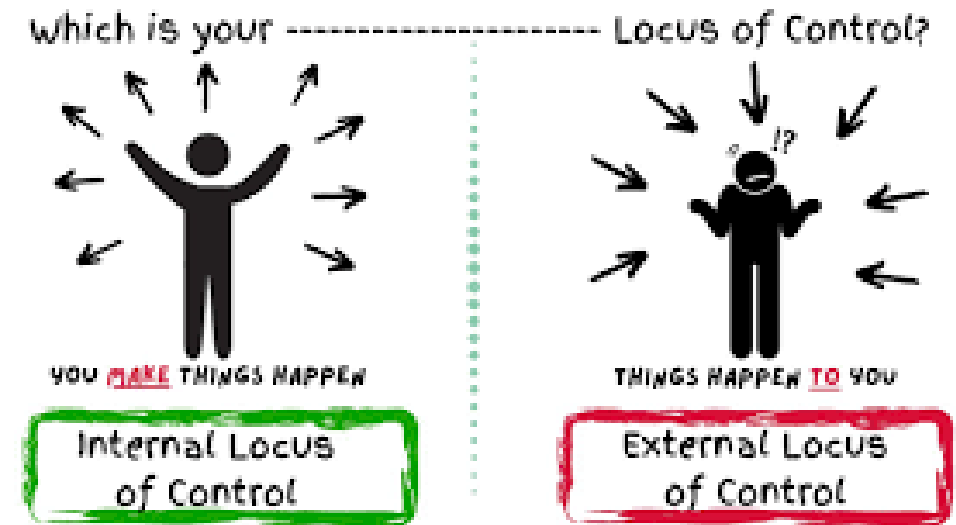 Which is your ------------------ Locus of Control?
!?
YOU MAKE THINGS HAPPEN
THINGS HAPPEN TO YOU
Internal Locus
of Control
External Locus
of Control